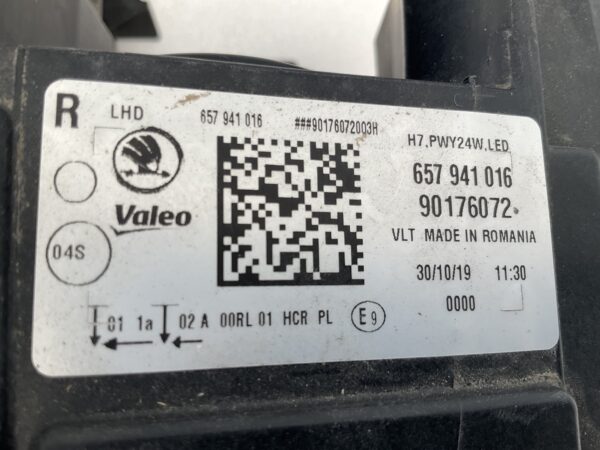 R LHD 657 941 016 ###90176072003H
H7.PWY24W.LED
657 941 016
90176072
Valeo
VLT MADE IN ROMANIA
04S
30/10/19 11:30
0000
01 1a 02 A 00RL 01 HCR PL E9